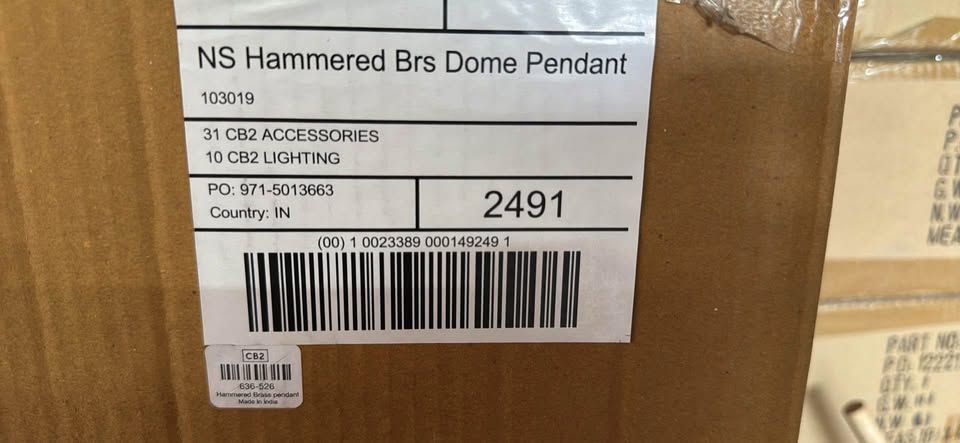 NS Hammered Brs Dome Pendant
103019
31 CB2 ACCESSORIES
10 CB2 LIGHTING
PO: 971-5013663
Country: IN
2491
(00) 1 0023389 000149249 1
CB2
636-526
Hammered Brass pendant
Made in India
PART NO.
P.O. 
QTY.
G.W.
N.W.
MEA